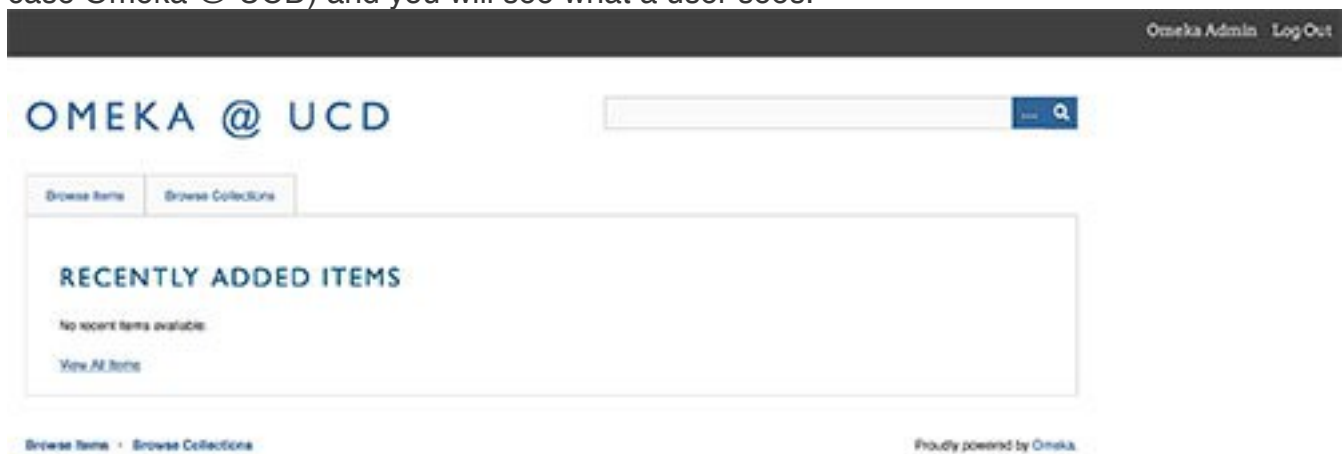 case Omeka @ UCD) and you will see what a user sees.
Omeka Admin Log Out
OMEKA @ UCD
...
Browse Items Browse Collections
RECENTLY ADDED ITEMS
No recent items available.
View All Items
Browse Items · Browse Collections
Proudly powered by Omeka.